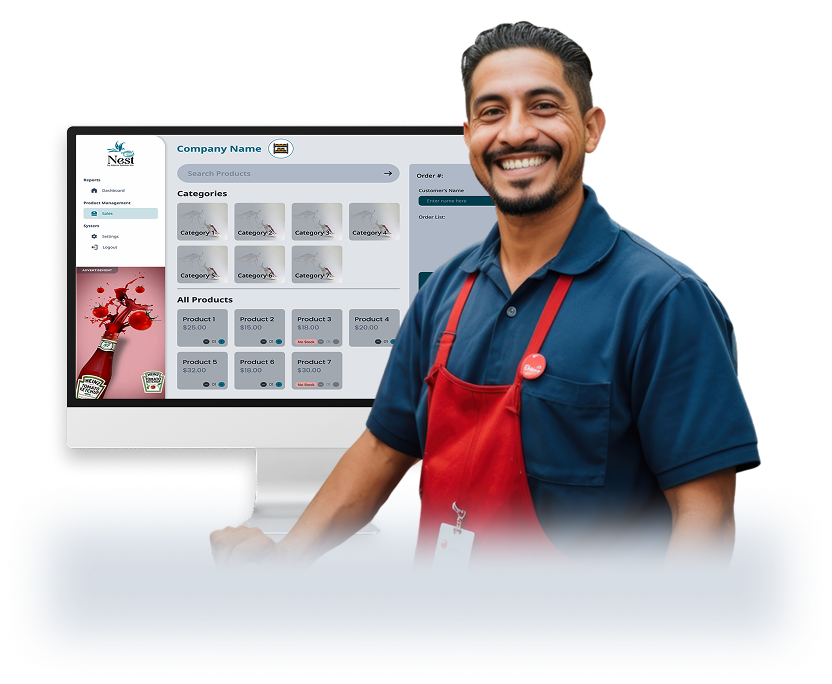 Nest
Reports
Dashboard
Product Management
Sales
System
Settings
Logout
ADVERTISEMENT
HEINZ
TOMATO
KETCHUP
HEINZ
TOMATO
KETCHUP
Company Name
Search Products
Categories
Category 1
Category 2
Category 3
Category 4
Category 5
Category 6
Category 7
All Products
Product 1
$25.00
01
Product 2
$15.00
01
Product 3
$18.00
No Stock
01
Product 4
$20.00
01
Product 5
$32.00
01
Product 6
$18.00
01
Product 7
$30.00
No Stock
01
Order #:
Customer's Name
Enter name here
Order List: